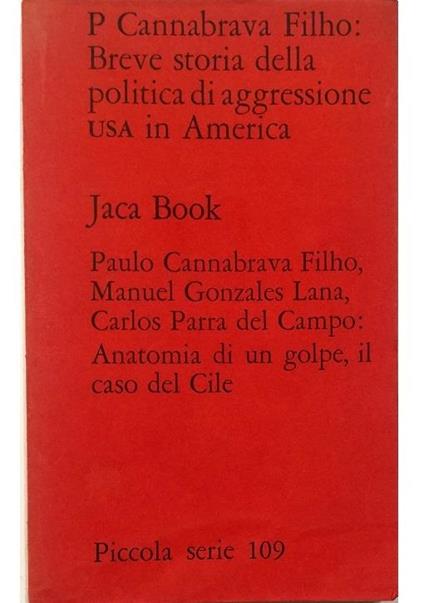 P Cannabrava Filho:
Breve storia della
politica di aggressione
USA in America
Jaca Book
Paulo Cannabrava Filho,
Manuel Gonzales Lana,
Carlos Parra del Campo:
Anatomia di un golpe, il
caso del Cile
Piccola serie 109